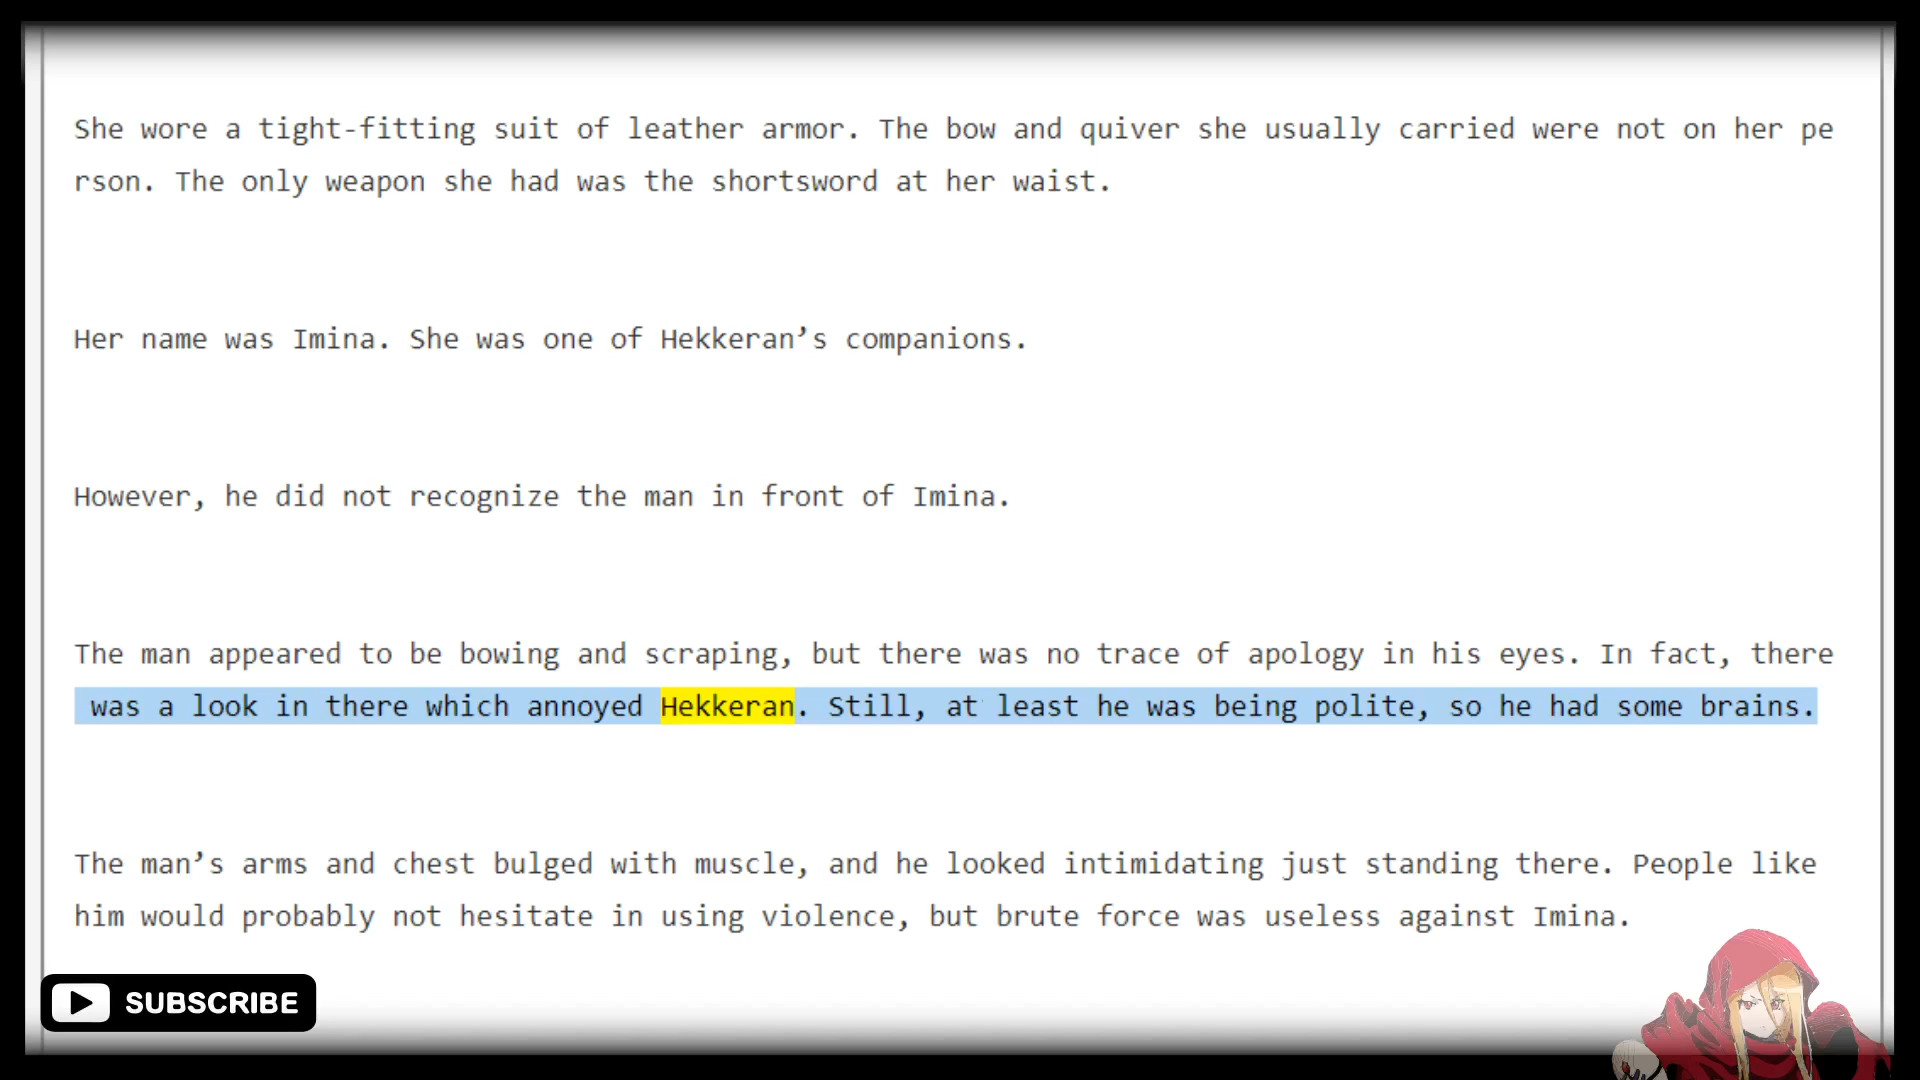 She wore a tight-fitting suit of leather armor. The bow and quiver she usually carried were not on her pe
rson. The only weapon she had was the shortsword at her waist.
Her name was Imina. She was one of Hekkeran’s companions.
However, he did not recognize the man in front of Imina.
The man appeared to be bowing and scraping, but there was no trace of apology in his eyes. In fact, there
was a look in there which annoyed Hekkeran. Still, at least he was being polite, so he had some brains.
The man’s arms and chest bulged with muscle, and he looked intimidating just standing there. People like
him would probably not hesitate in using violence, but brute force was useless against Imina.
SUBSCRIBE